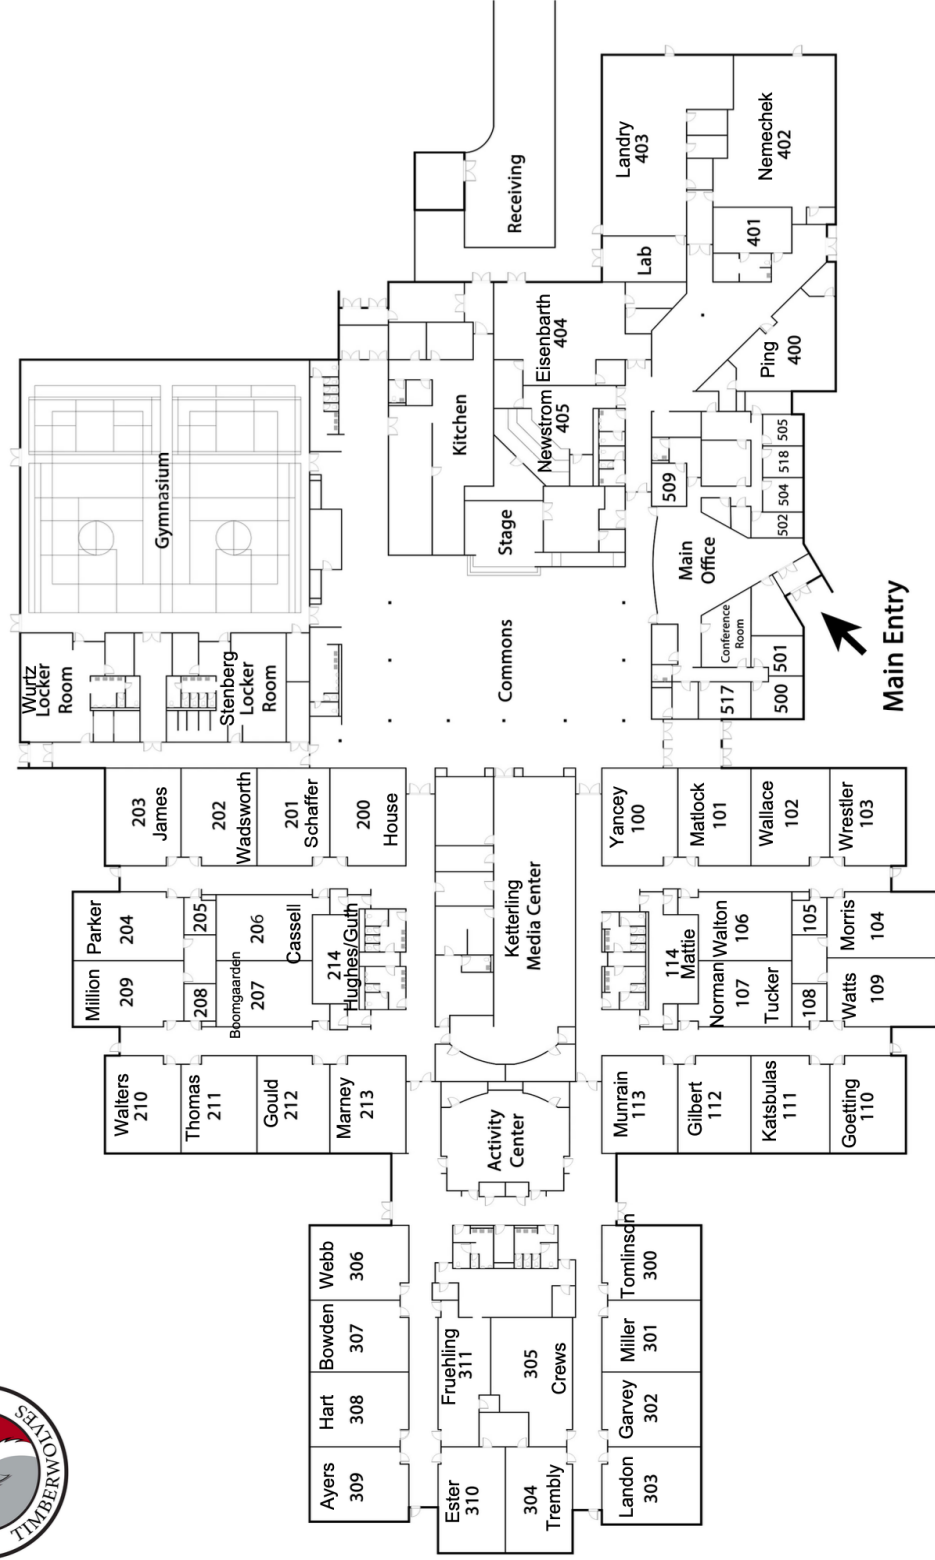 TIMBERWOLVES
Ayers
309
Hart
308
Bowden
307
Webb
306
Ester
310
304
Trembly
Fruehling
311
305
Crews
Landon
303
Garvey
302
Miller
301
Tomlinson
300
Walters
210
Thomas
211
Gould
212
Marney
213
Activity
Center
Munrain
113
Gilbert
112
Katsbulas
111
Goetting
110
Million
209
Parker
204
208
205
Boomgaarden
207
206
Cassell
214
Hughes/Guth
Ketterling
Media Center
114
Mattie
Norman
107
Tucker
Walton
106
108
105
Watts
109
Morris
104
203
James
202
Wadsworth
201
Schaffer
200
House
Yancey
100
Matlock
101
Wallace
102
Wrestler
103
Wurtz
Locker
Room
Stenberg
Locker
Room
Gymnasium
Commons
Stage
Kitchen
Newstrom
405
Eisenbarth
404
Receiving
517
500
501
Conference
Room
Main
Office
509
502
504
518
505
Main Entry
Ping
400
401
Lab
Landry
403
Nemechek
402